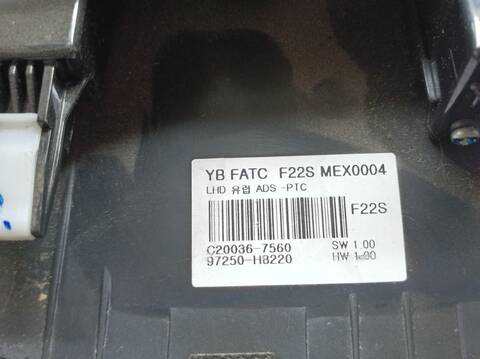 YB FATC F22S MEX0004
LHD 유럽 ADS -PTC
F22S
C20036-7560 SW 1.00
97250-H8220 HW 1.00